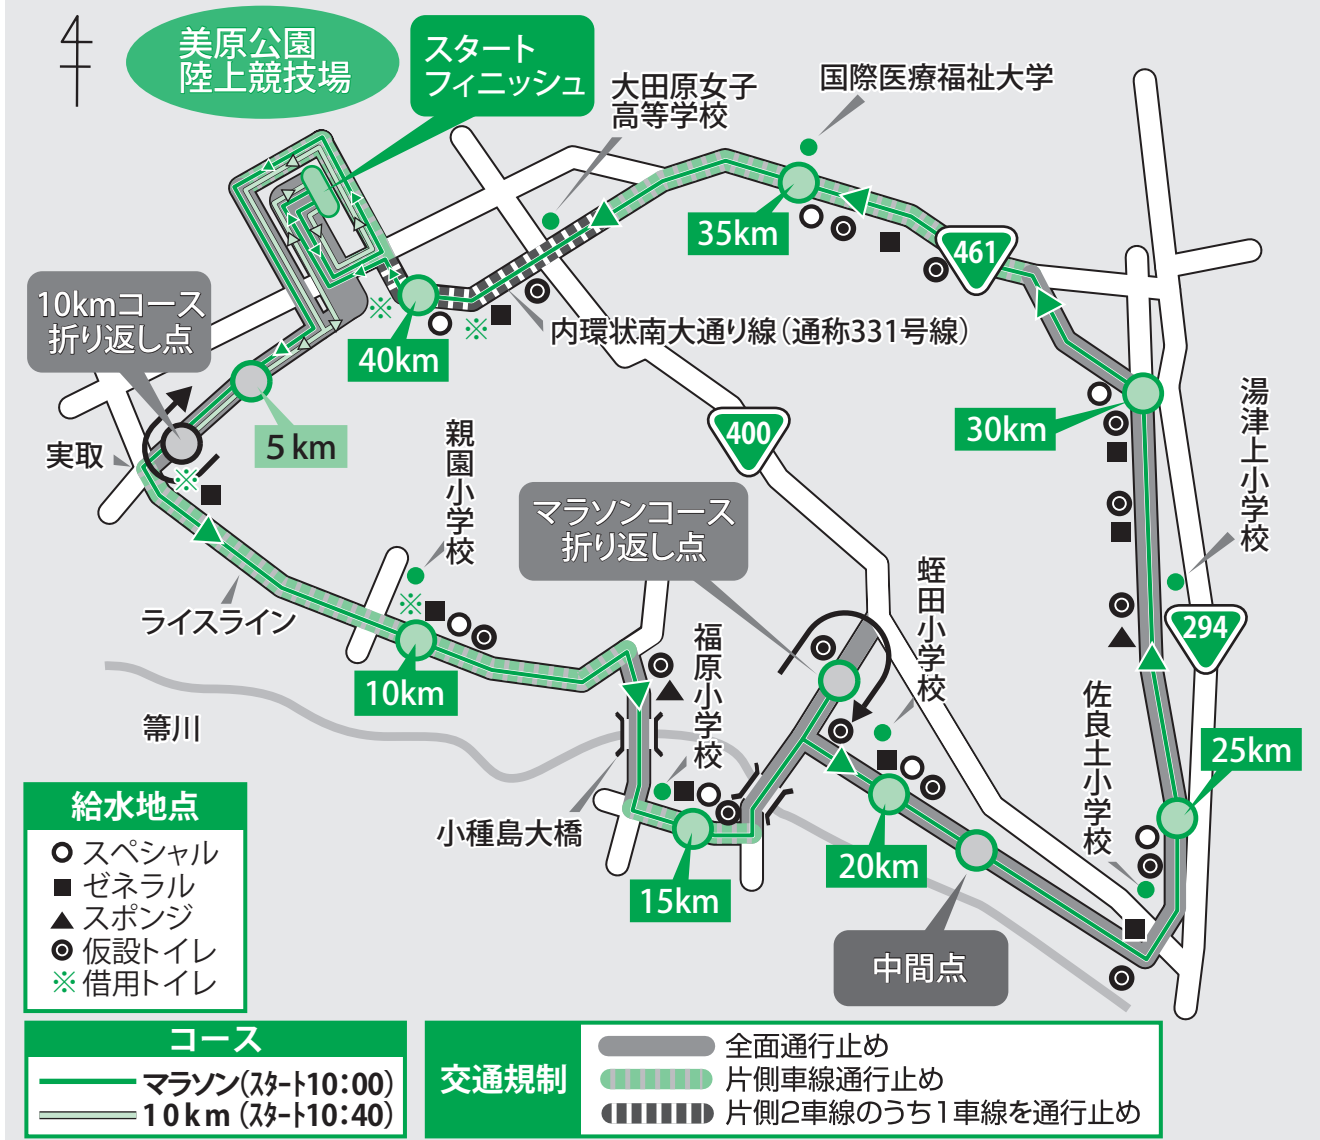 美原公園
陸上競技場
スタート
フィニッシュ
大田原女子
高等学校
国際医療福祉大学
35km
461
10kmコース
折り返し点
40km
内環状南大通り線(通称331号線)
5km
400
30km
湯津上小学校
実取
親園小学校
マラソンコース
折り返し点
蛭田小学校
294
ライスライン
10km
福原小学校
佐良土小学校
箒川
25km
小種島大橋
20km
15km
中間点
給水地点
スペシャル
ゼネラル
スポンジ
仮設トイレ
※ 借用トイレ
※
※
※
※
コース
マラソン(スタート10:00)
10km(スタート10:40)
交通規制
全面通行止め
片側車線通行止め
片側2車線のうち1車線を通行止め